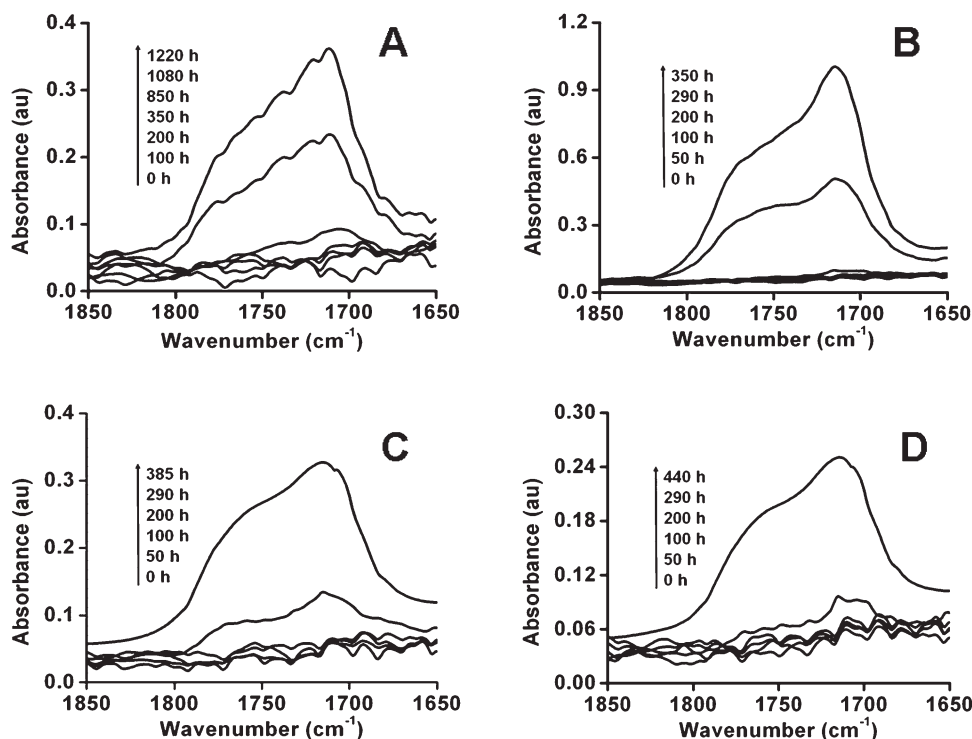 A
Absorbance (au)
0.4
0.3
0.2
0.1
0.0
1220 h
1080 h
850 h
350 h
200 h
100 h
0 h
1850 1800 1750 1700 1650
Wavenumber (cm⁻¹)
B
Absorbance (au)
1.2
0.9
0.6
0.3
0.0
350 h
290 h
200 h
100 h
50 h
0 h
1850 1800 1750 1700 1650
Wavenumber (cm⁻¹)
C
Absorbance (au)
0.4
0.3
0.2
0.1
0.0
385 h
290 h
200 h
100 h
50 h
0 h
1850 1800 1750 1700 1650
Wavenumber (cm⁻¹)
D
Absorbance (au)
0.30
0.24
0.18
0.12
0.06
0.00
440 h
290 h
200 h
100 h
50 h
0 h
1850 1800 1750 1700 1650
Wavenumber (cm⁻¹)